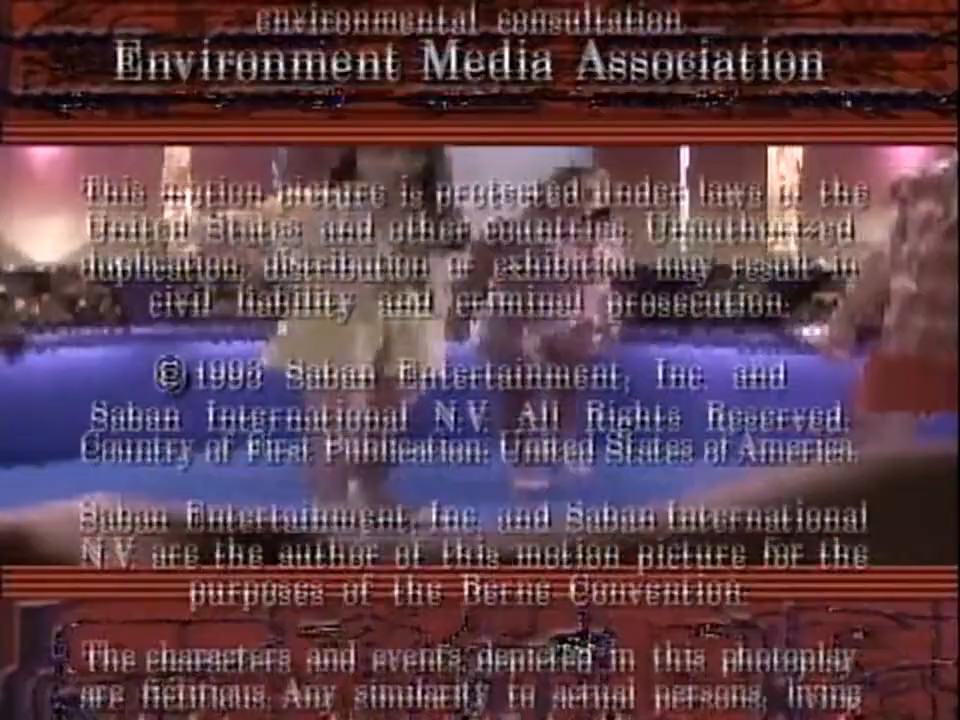 environmental consultation
Environment Media Association
This motion picture is protected under laws of the
United States and other countries. Unauthorized
duplication, distribution or exhibition may result in
civil liability and criminal prosecution.
©1993 Saban Entertainment, Inc. and
Saban International N.V. All Rights Reserved.
Country of First Publication: United States of America.
Saban Entertainment, Inc. and Saban International
N.V. are the author of this motion picture for the
purposes of the Berne Convention.
The characters and events depicted in this photoplay
are fictitious. Any similarity to actual persons, living